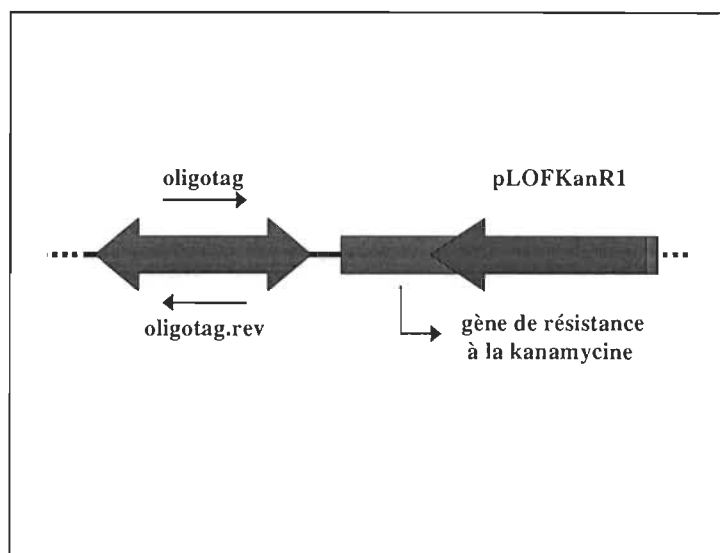 oligotag
pLOFKanR1
oligotag.rev
gène de résistance
à la kanamycine